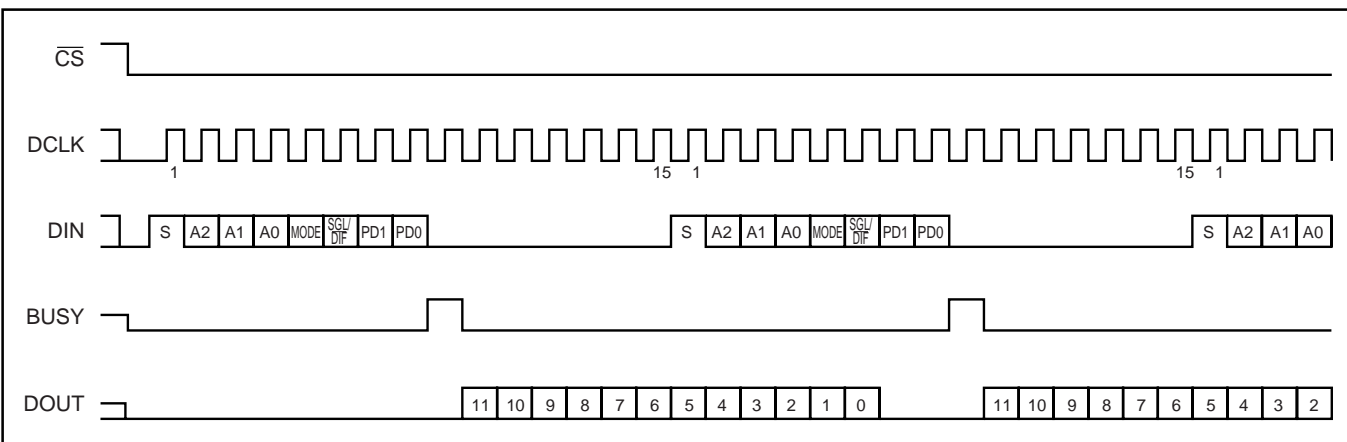 CS
DCLK
1 15 1 15 1
DIN
S A2 A1 A0 MODE SGL/DIF PD1 PD0 S A2 A1 A0 MODE SGL/DIF PD1 PD0 S A2 A1 A0
BUSY
DOUT
11 10 9 8 7 6 5 4 3 2 1 0 11 10 9 8 7 6 5 4 3 2